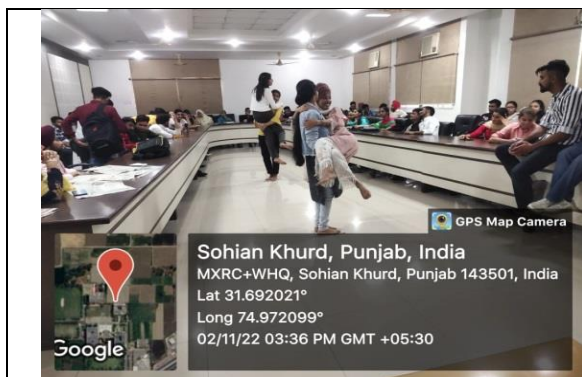 GPS Map Camera
Sohian Khurd, Punjab, India
MXRC+WHQ, Sohian Khurd, Punjab 143501, India
Lat 31.692021°
Long 74.972099°
02/11/22 03:36 PM GMT +05:30
Google